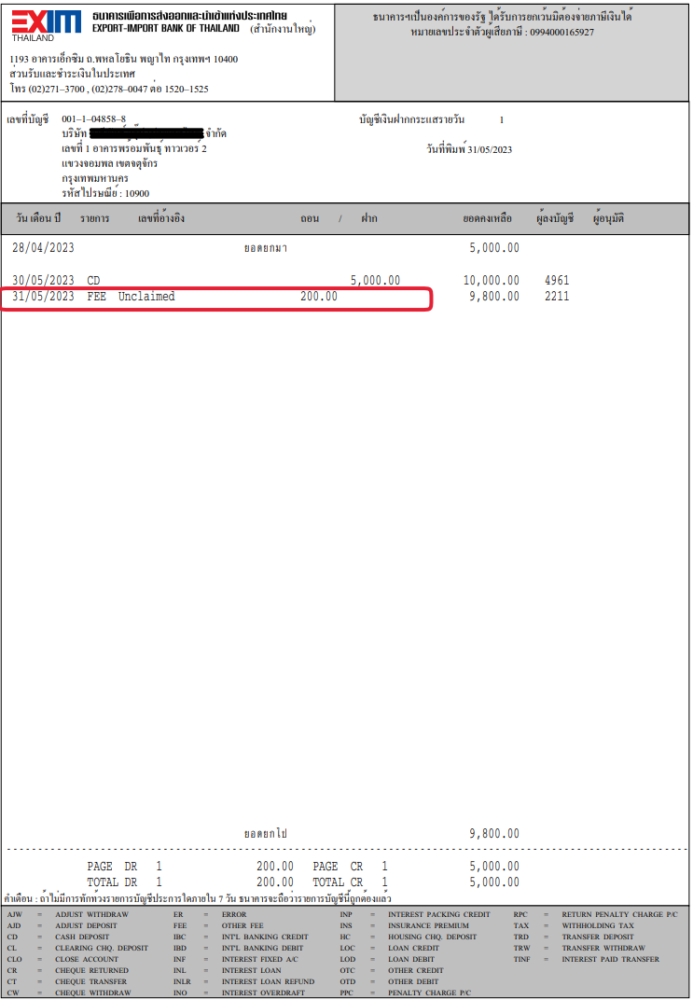 EXIM
THAILAND
ธนาคารเพื่อการส่งออกและนำเข้าแห่งประเทศไทย
EXPORT-IMPORT BANK OF THAILAND (สำนักงานใหญ่)
1193 อาคารเอ็กซิม ถ.พหลโยธิน พญาไท กรุงเทพฯ 10400
ส่วนรับและชำระเงินในประเทศ
โทร (02)271-3700 , (02)278-0047 ต่อ 1520-1525
ธนาคารฯเป็นองค์การของรัฐ ได้รับการยกเว้นมิต้องจ่ายภาษีเงินได้
หมายเลขประจำตัวผู้เสียภาษี : 0994000165927
เลขที่บัญชี 001-1-04858-8
บริษัท จำกัด
เลขที่ 1 อาคารพร้อมพันธุ์ ทาวเวอร์ 2
แขวงจอมพล เขตจตุจักร
กรุงเทพมหานคร
รหัสไปรษณีย์ : 10900
บัญชีเงินฝากกระแสรายวัน 1
วันที่พิมพ์ 31/05/2023
วัน เดือน ปี รายการ เลขที่อ้างอิง ถอน / ฝาก ยอดคงเหลือ ผู้ลงบัญชี ผู้อนุมัติ
28/04/2023 ยอดยกมา 5,000.00
30/05/2023 CD 5,000.00 10,000.00 4961
31/05/2023 FEE Unclaimed 200.00 9,800.00 2211
ยอดยกไป 9,800.00
PAGE DR 1 200.00 PAGE CR 1 5,000.00
TOTAL DR 1 200.00 TOTAL CR 1 5,000.00
คำเตือน : ถ้าไม่มีการทักท้วงรายการบัญชีประการใดภายใน 7 วัน ธนาคารจะถือว่ารายการบัญชีนี้ถูกต้องแล้ว
AJW = ADJUST WITHDRAW ER = ERROR INP = INTEREST PACKING CREDIT RPC = RETURN PENALTY CHARGE P/C
AJD = ADJUST DEPOSIT FEE = OTHER FEE INS = INSURANCE PREMIUM TAX = WITHHOLDING TAX
CD = CASH DEPOSIT IBC = INT'L BANKING CREDIT HC = HOUSING CHQ. DEPOSIT TRD = TRANSFER DEPOSIT
CL = CLEARING CHQ. DEPOSIT IBD = INT'L BANKING DEBIT LOC = LOAN CREDIT TRW = TRANSFER WITHDRAW
CLO = CLOSE ACCOUNT INF = INTEREST FIXED A/C LOD = LOAN DEBIT TINF = INTEREST PAID TRANSFER
CR = CHEQUE RETURNED INL = INTEREST LOAN OTC = OTHER CREDIT
CT = CHEQUE TRANSFER INLR = INTEREST LOAN REFUND OTD = OTHER DEBIT
CW = CHEQUE WITHDRAW INO = INTEREST OVERDRAFT PPC = PENALTY CHARGE P/C